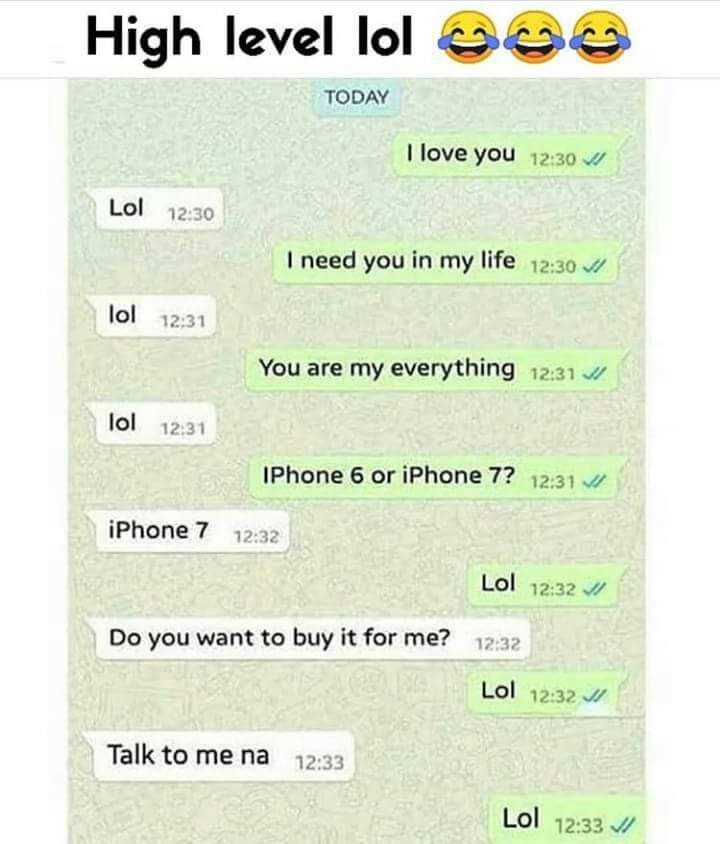 High level lol 😂😂😂
TODAY
I love you 12:30
Lol 12:30
I need you in my life 12:30
lol 12:31
You are my everything 12:31
lol 12:31
IPhone 6 or iPhone 7? 12:31
iPhone 7 12:32
Lol 12:32
Do you want to buy it for me? 12:32
Lol 12:32
Talk to me na 12:33
Lol 12:33